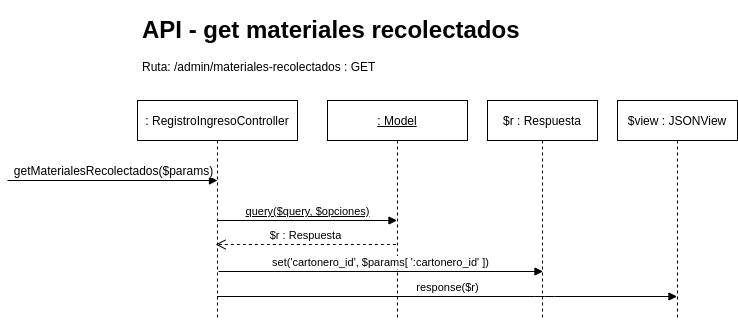 API - get materiales recolectados
Ruta: /admin/materiales-recolectados : GET
: RegistroIngresoController
: Model
$r : Respuesta
$view : JSONView
getMaterialesRecolectados($params)
query($query, $opciones)
$r : Respuesta
set('cartonero_id', $params[ ':cartonero_id' ])
response($r)